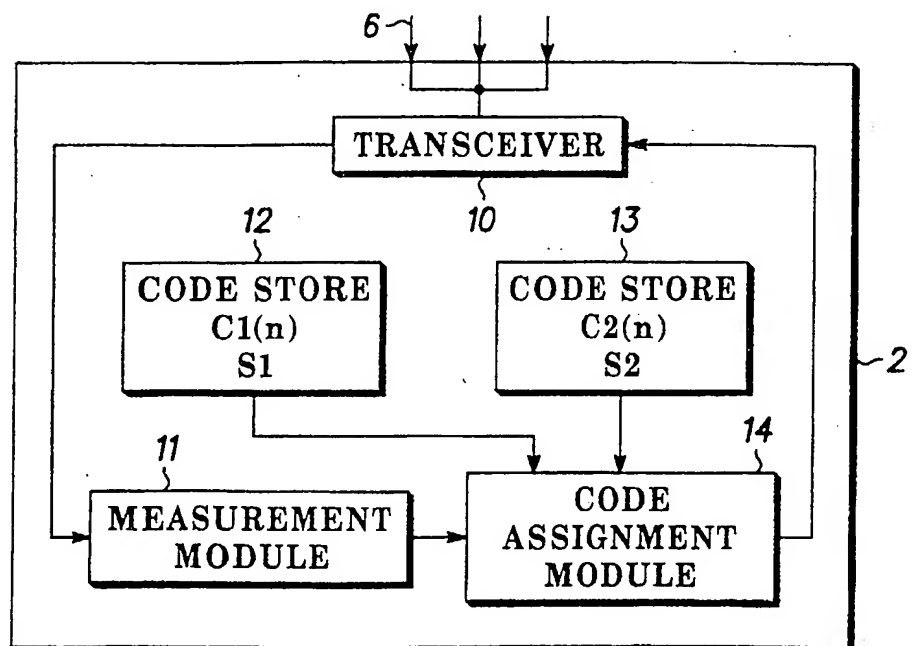 6
TRANSCEIVER
10
12
13
CODE STORE
C1(n)
S1
CODE STORE
C2(n)
S2
2
11
14
MEASUREMENT
MODULE
CODE
ASSIGNMENT
MODULE